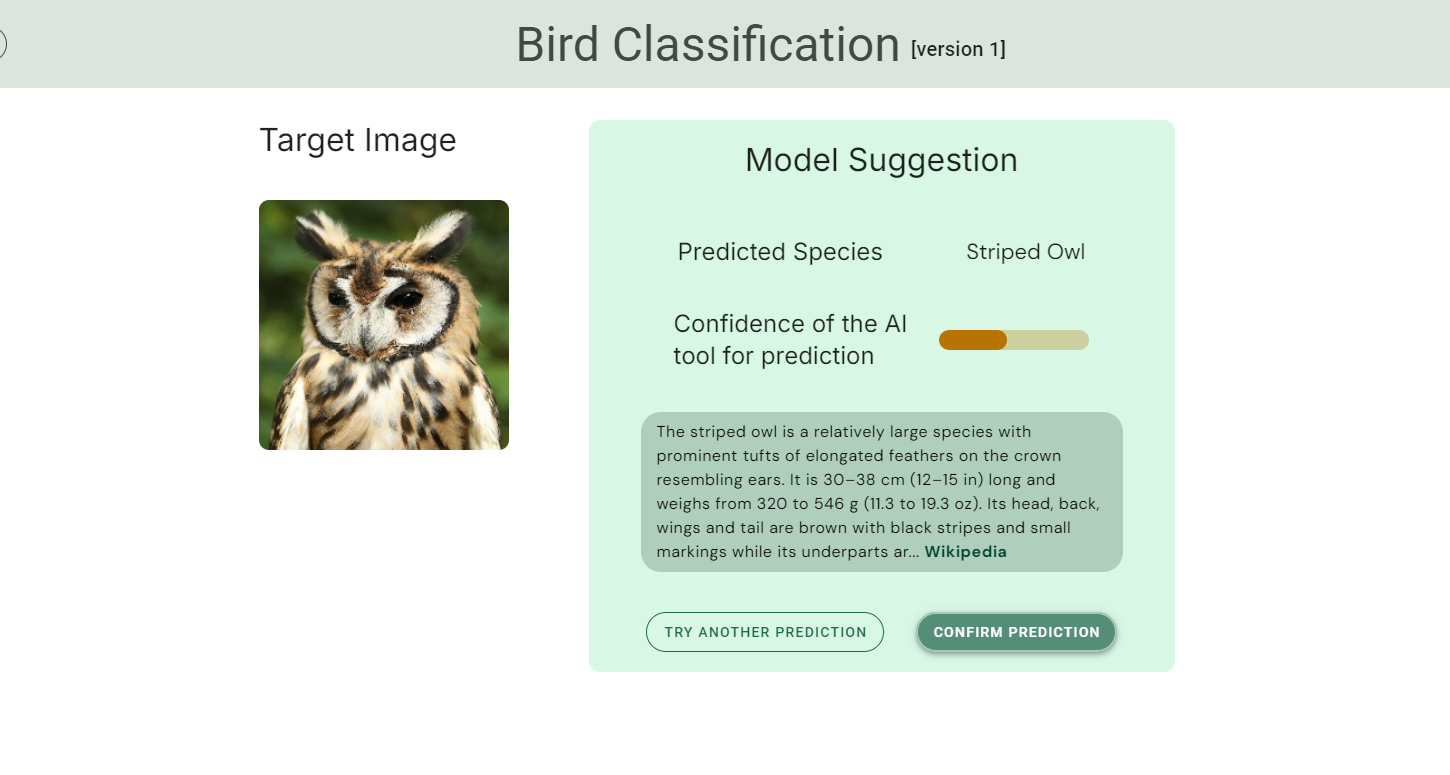 Bird Classification [version 1]
Target Image
Model Suggestion
Predicted Species
Striped Owl
Confidence of the AI
tool for prediction
The striped owl is a relatively large species with
prominent tufts of elongated feathers on the crown
resembling ears. It is 30–38 cm (12–15 in) long and
weighs from 320 to 546 g (11.3 to 19.3 oz). Its head, back,
wings and tail are brown with black stripes and small
markings while its underparts ar... Wikipedia
TRY ANOTHER PREDICTION
CONFIRM PREDICTION